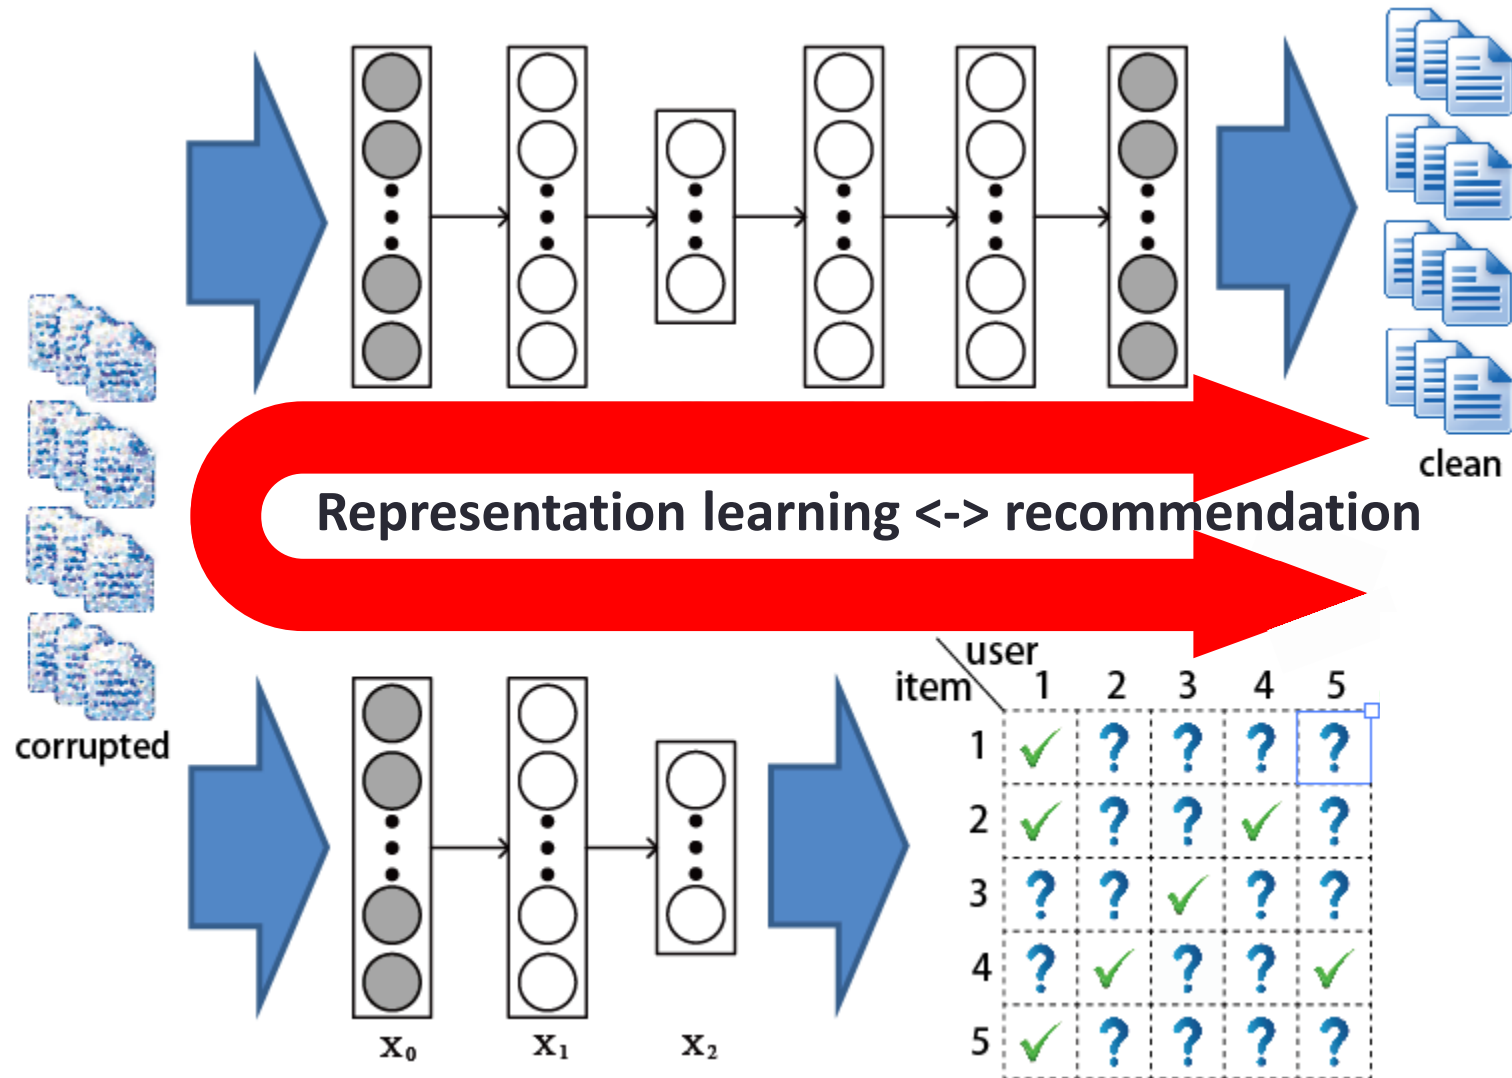 clean
Representation learning <-> recommendation
corrupted
user
item
1 2 3 4 5
1 ✓ ? ? ? ?
2 ✓ ? ? ✓ ?
3 ? ? ✓ ? ?
4 ? ✓ ? ? ✓
5 ✓ ? ? ? ?
X₀ X₁ X₂